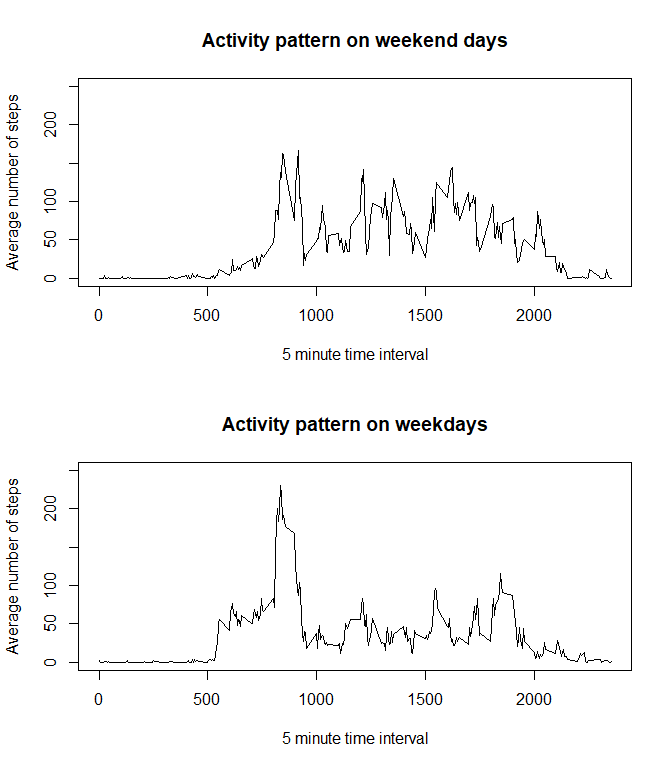 Activity pattern on weekend days
Average number of steps
200
100
50
0
0 500 1000 1500 2000
5 minute time interval
Activity pattern on weekdays
Average number of steps
200
100
50
0
0 500 1000 1500 2000
5 minute time interval